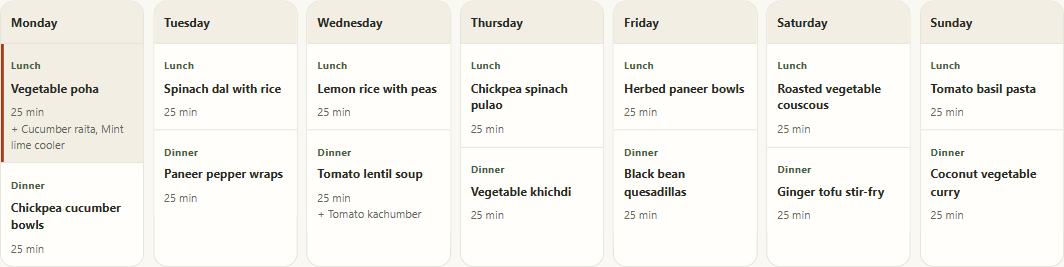 Monday
Lunch
Vegetable poha
25 min
+ Cucumber raita, Mint
lime cooler
Dinner
Chickpea cucumber
bowls
25 min
Tuesday
Lunch
Spinach dal with rice
25 min
Dinner
Paneer pepper wraps
25 min
Wednesday
Lunch
Lemon rice with peas
25 min
Dinner
Tomato lentil soup
25 min
+ Tomato kachumber
Thursday
Lunch
Chickpea spinach
pulao
25 min
Dinner
Vegetable khichdi
25 min
Friday
Lunch
Herbed paneer bowls
25 min
Dinner
Black bean
quesadillas
25 min
Saturday
Lunch
Roasted vegetable
couscous
25 min
Dinner
Ginger tofu stir-fry
25 min
Sunday
Lunch
Tomato basil pasta
25 min
Dinner
Coconut vegetable
curry
25 min